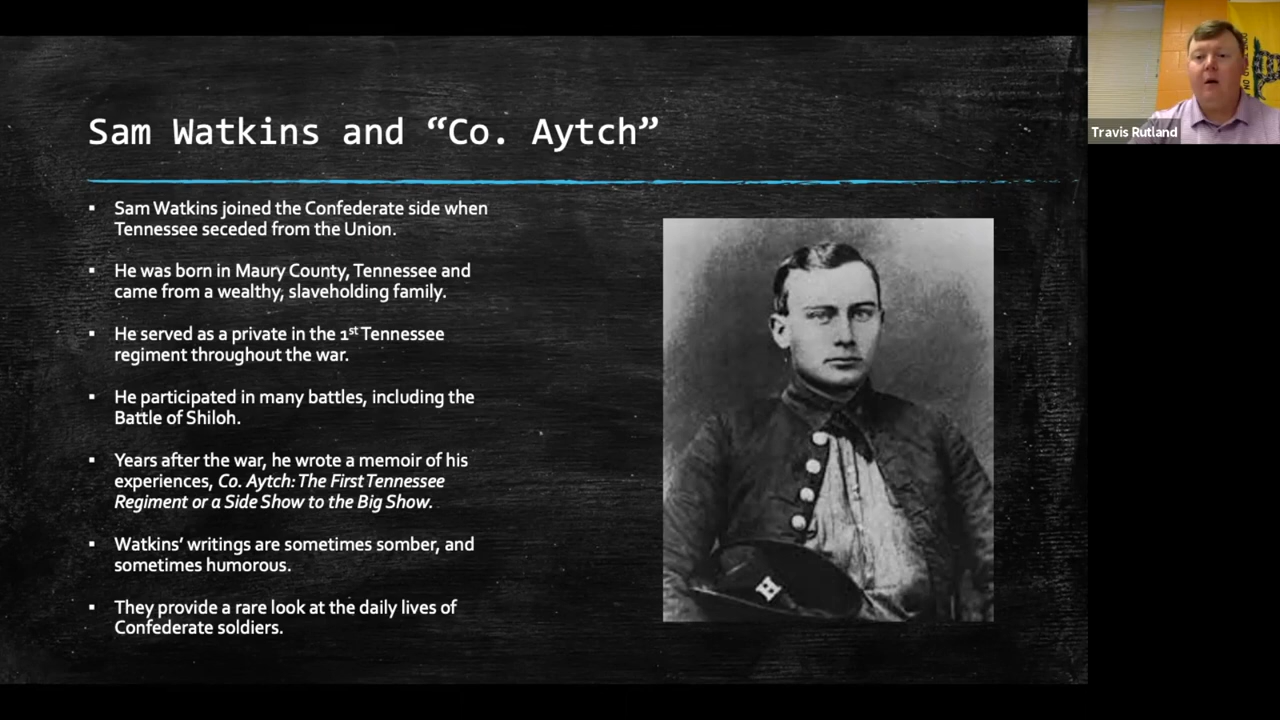 Sam Watkins and “Co. Aytch”
▪ Sam Watkins joined the Confederate side when
Tennessee seceded from the Union.
▪ He was born in Maury County, Tennessee and
came from a wealthy, slaveholding family.
▪ He served as a private in the 1st Tennessee
regiment throughout the war.
▪ He participated in many battles, including the
Battle of Shiloh.
▪ Years after the war, he wrote a memoir of his
experiences, Co. Aytch: The First Tennessee
Regiment or a Side Show to the Big Show.
▪ Watkins’ writings are sometimes somber, and
sometimes humorous.
▪ They provide a rare look at the daily lives of
Confederate soldiers.
H
Travis Rutland